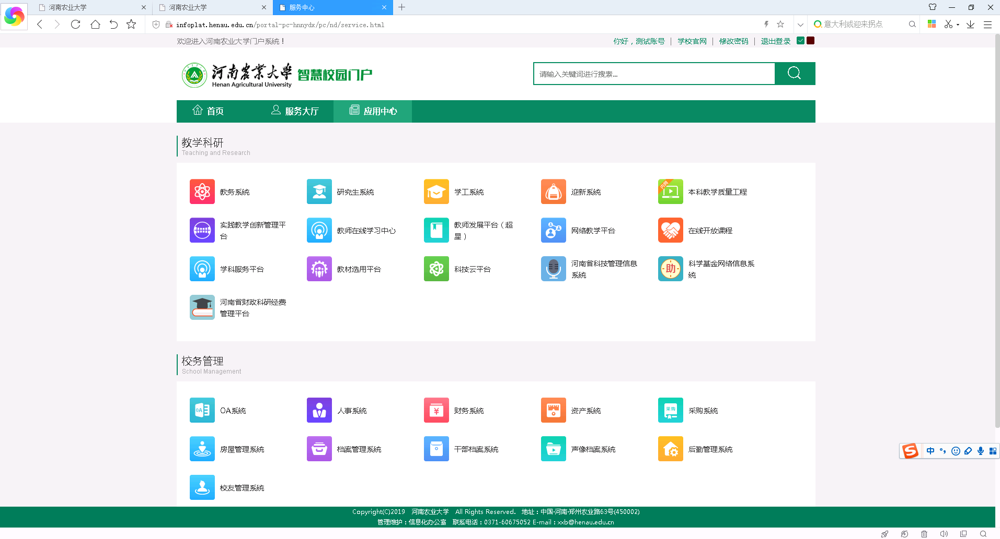 河南农业大学
河南农业大学
服务中心
infoplat.henau.edu.cn/portal-pc-hnnydx/pc/nd/service.html
意大利或迎来拐点
欢迎进入河南农业大学门户系统！
你好，测试账号 | 学校官网 | 修改密码 | 退出登录
河南农业大学
Henan Agricultural University
智慧校园门户
请输入关键词进行搜索...
首页
服务大厅
应用中心
教学科研
Teaching and Research
教务系统
研究生系统
学工系统
迎新系统
内网
本科教学质量工程
实践教学创新管理平
台
教师在线学习中心
教师发展平台（超
星）
网络教学平台
在线开放课程
学科服务平台
教材选用平台
科技云平台
河南省科技管理信息
系统
助
科学基金网络信息系
统
河南省财政科研经费
管理平台
校务管理
School Management
OA
OA系统
人事系统
¥
财务系统
资产系统
采购
采购系统
房屋管理系统
档案管理系统
干部档案系统
声像档案系统
后勤管理系统
校友管理系统
S
中
Copyright(C)2019 河南农业大学 All Rights Reserved. 地址：中国·河南·郑州农业路63号(450002)
管理维护：信息化办公室 联系电话：0371-60675052 E-mail：xxb@henau.edu.cn